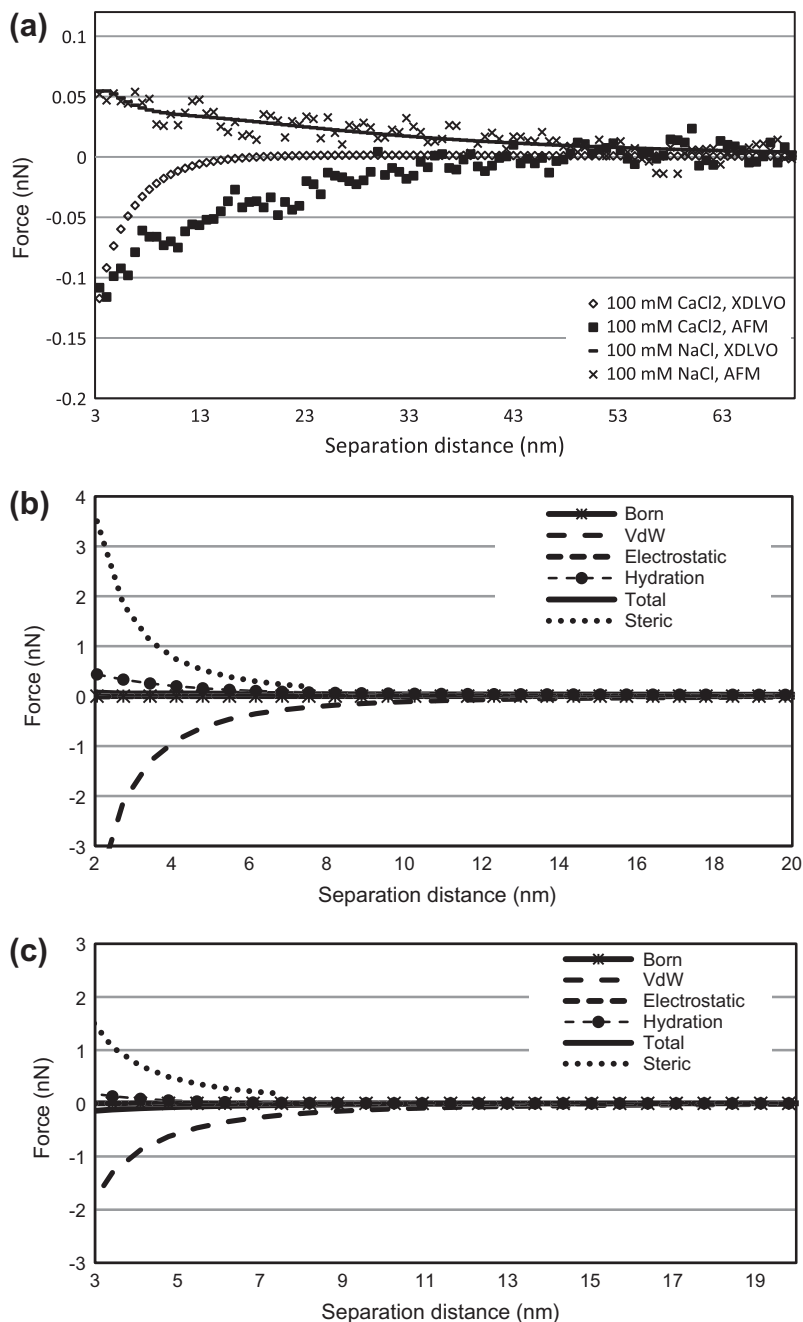 (a)
0.1
0.05
0
-0.05
-0.1
-0.15
-0.2
Force (nN)
100 mM CaCl2, XDLVO
100 mM CaCl2, AFM
100 mM NaCl, XDLVO
100 mM NaCl, AFM
3 13 23 33 43 53 63
Separation distance (nm)
(b)
4
3
2
1
0
-1
-2
-3
Force (nN)
Born
VdW
Electrostatic
Hydration
Total
Steric
2 4 6 8 10 12 14 16 18 20
Separation distance (nm)
(c)
3
2
1
0
-1
-2
-3
Force (nN)
Born
VdW
Electrostatic
Hydration
Total
Steric
3 5 7 9 11 13 15 17 19
Separation distance (nm)